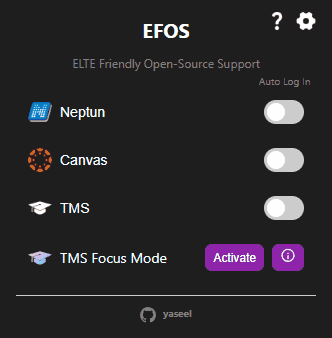 EFOS
ELTE Friendly Open-Source Support
Auto Log In
Neptun
Canvas
TMS
TMS Focus Mode
Activate
yaseel